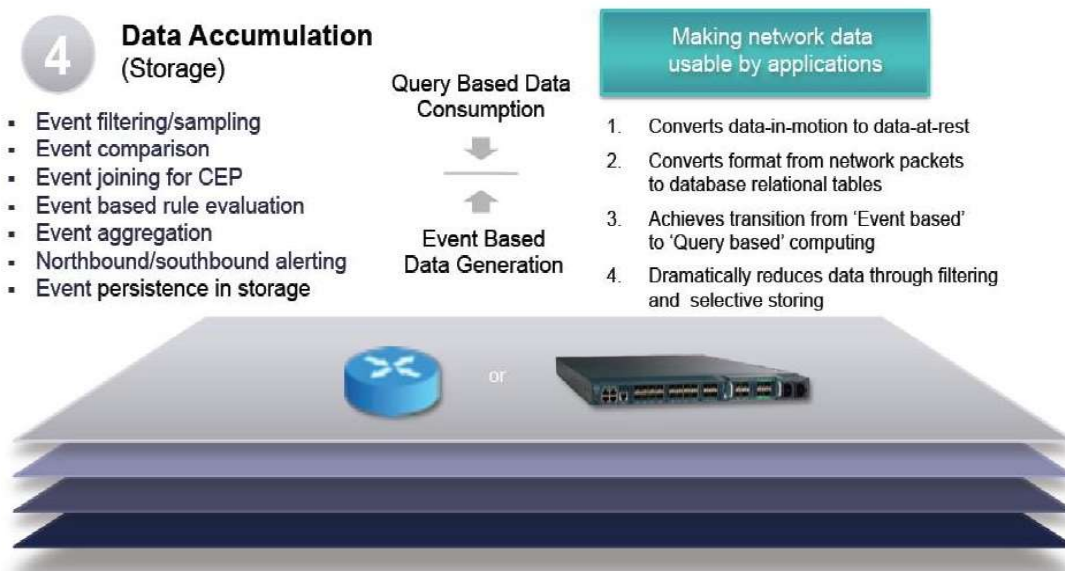 4
Data Accumulation
(Storage)
▪ Event filtering/sampling
▪ Event comparison
▪ Event joining for CEP
▪ Event based rule evaluation
▪ Event aggregation
▪ Northbound/southbound alerting
▪ Event persistence in storage
Query Based Data
Consumption
Event Based
Data Generation
Making network data
usable by applications
1. Converts data-in-motion to data-at-rest
2. Converts format from network packets
to database relational tables
3. Achieves transition from ‘Event based’
to ‘Query based’ computing
4. Dramatically reduces data through filtering
and selective storing
or